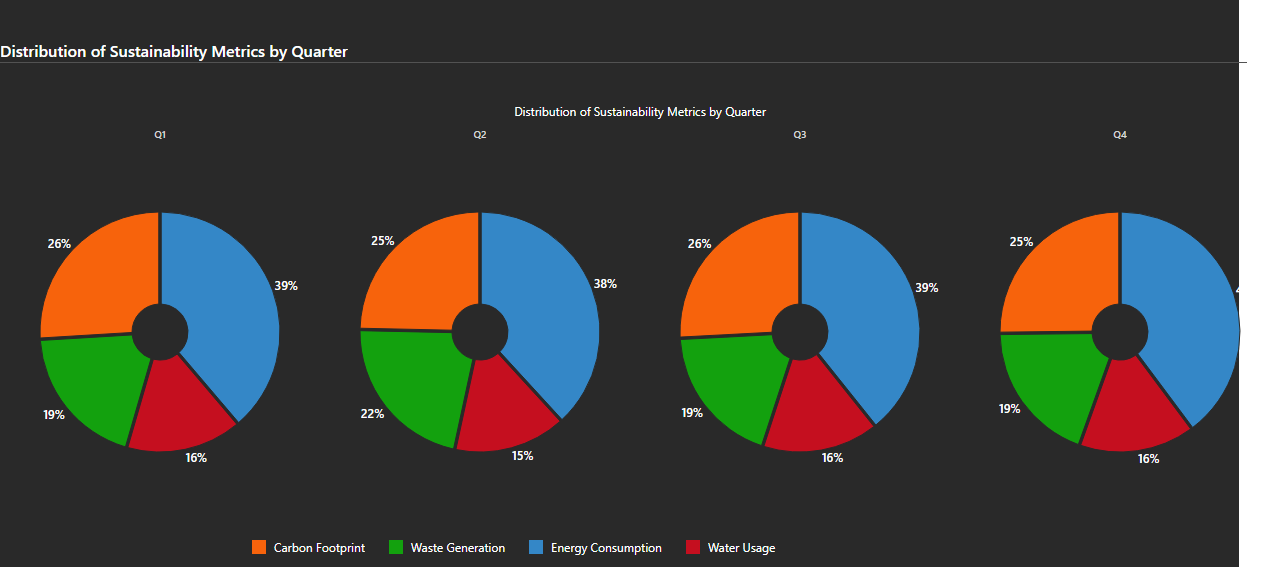 Distribution of Sustainability Metrics by Quarter
Distribution of Sustainability Metrics by Quarter
Q1 Q2 Q3 Q4
26% 39% 19% 16%
25% 38% 22% 15%
26% 39% 19% 16%
25% 19% 16%
Carbon Footprint Waste Generation Energy Consumption Water Usage